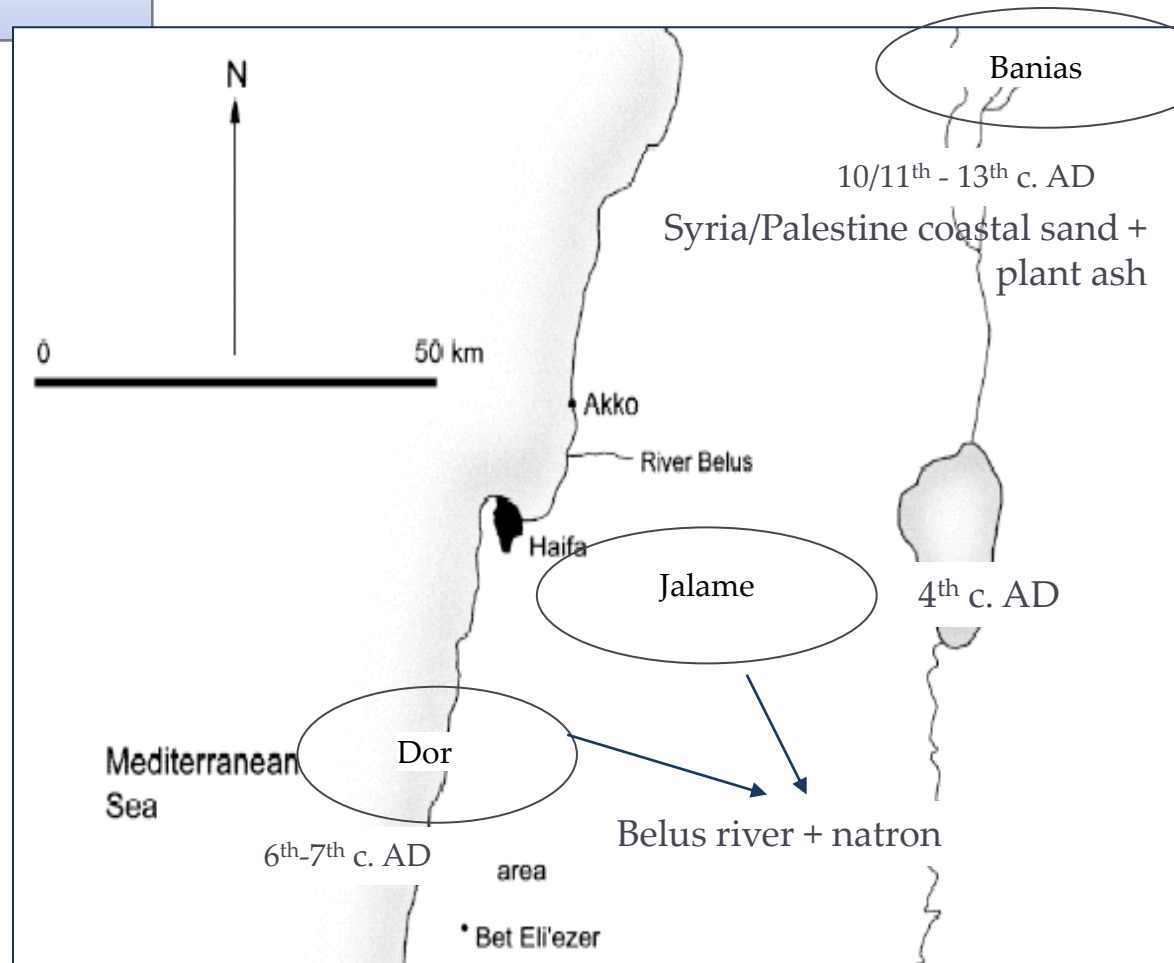 N
Banias
10/11th - 13th c. AD
Syria/Palestine coastal sand +
plant ash
0
50 km
Akko
River Belus
Haifa
Jalame
4th c. AD
Dor
Mediterranean
Sea
Belus river + natron
6th-7th c. AD
area
Bet Eli'ezer